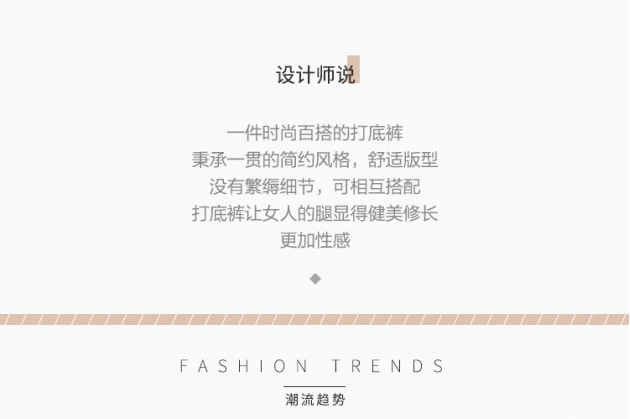 设计师说
一件时尚百搭的打底裤
秉承一贯的简约风格，舒适版型
没有繁缛细节，可相互搭配
打底裤让女人的腿显得健美修长
更加性感
FASHION TRENDS
潮流趋势